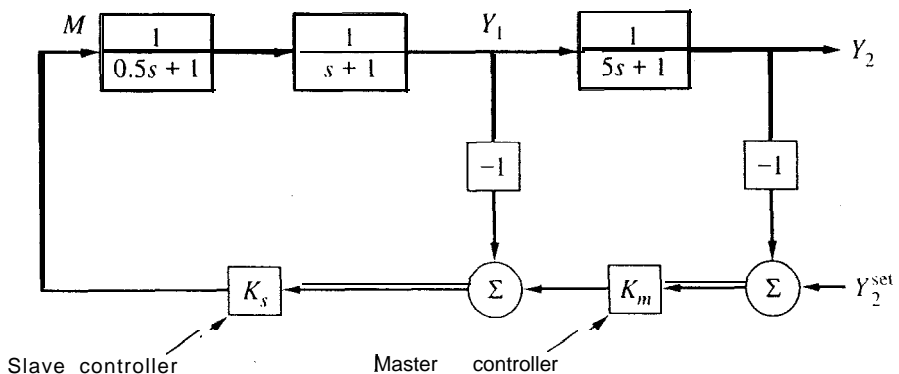 M
1
0.5s + 1
1
s + 1
Y₁
1
5s + 1
Y₂
−1
−1
Kₛ
Σ
Kₘ
Σ
Y₂ˢᵉᵗ
Slave controller
Master controller